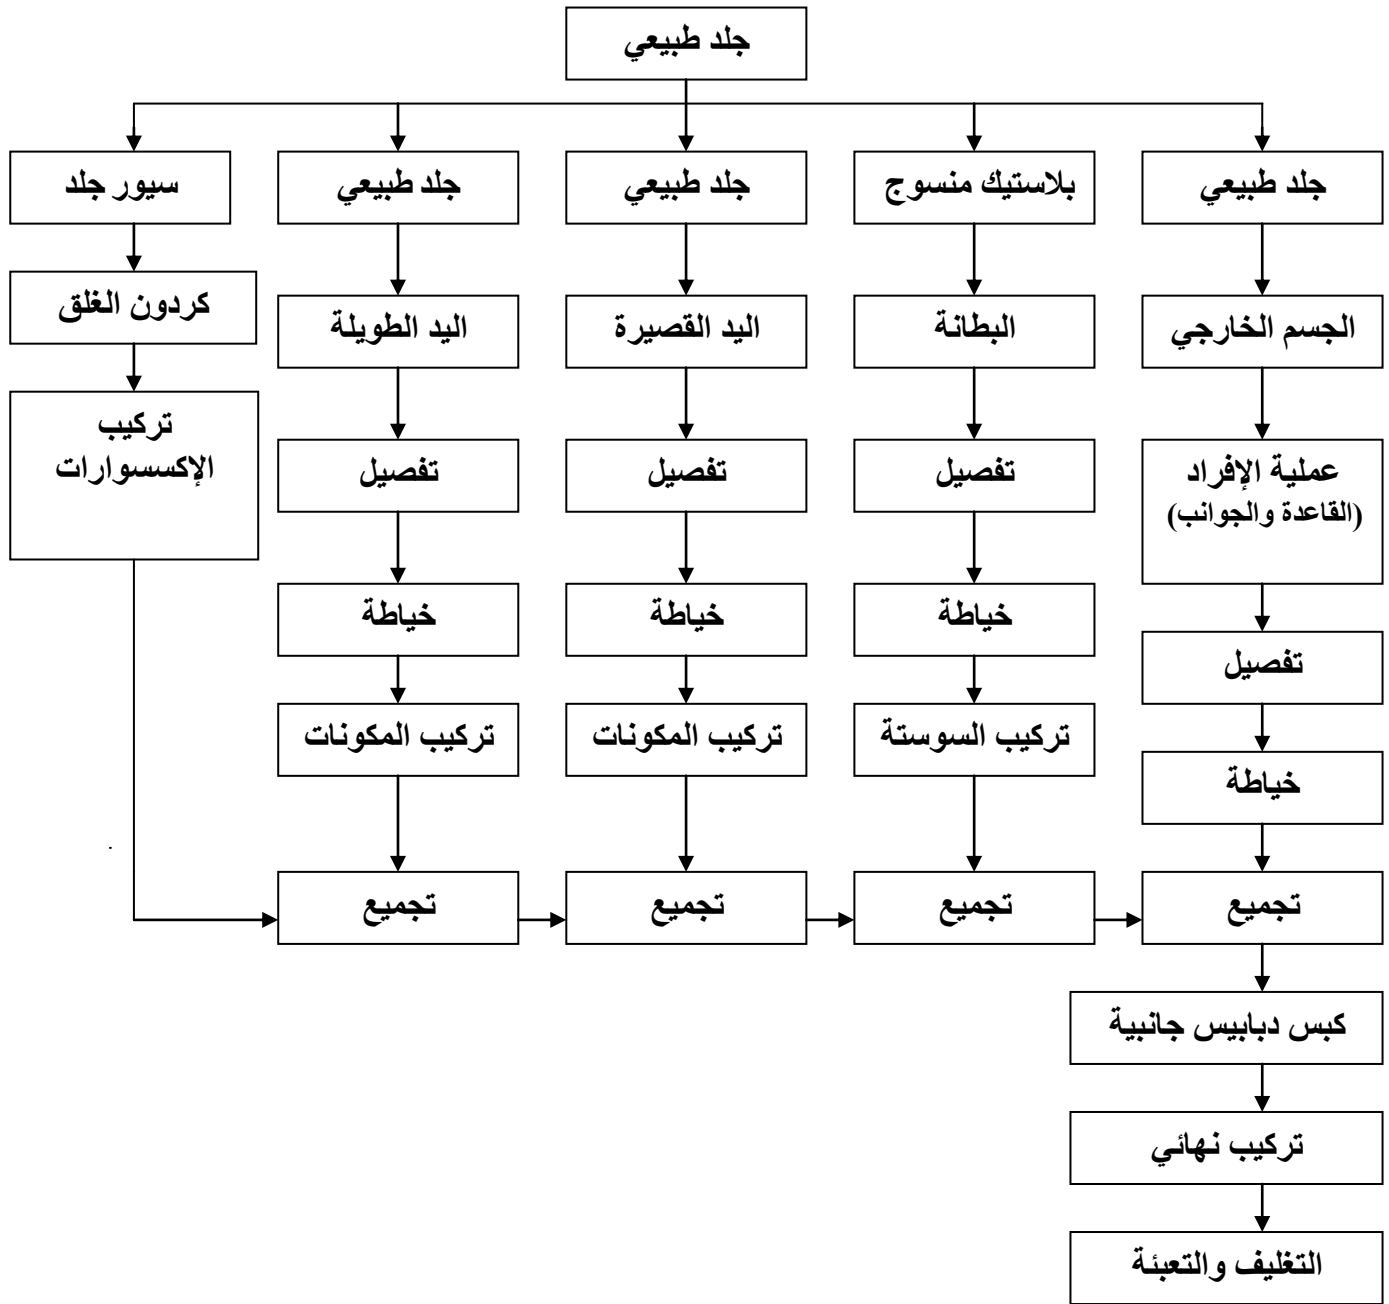 جلد طبيعي
جلد طبيعي
بلاستيك منسوج
جلد طبيعي
جلد طبيعي
سيور جلد
الجسم الخارجي
البطانة
اليد القصيرة
اليد الطويلة
كردون الغلق
عملية الإفراد
(القاعدة والجوانب)
تفصيل
تفصيل
تفصيل
تركيب
الإكسسوارات
تفصيل
خياطة
خياطة
خياطة
خياطة
تركيب السوستة
تركيب المكونات
تركيب المكونات
تجميع
تجميع
تجميع
تجميع
كبس دبابيس جانبية
تركيب نهائي
التغليف والتعبئة